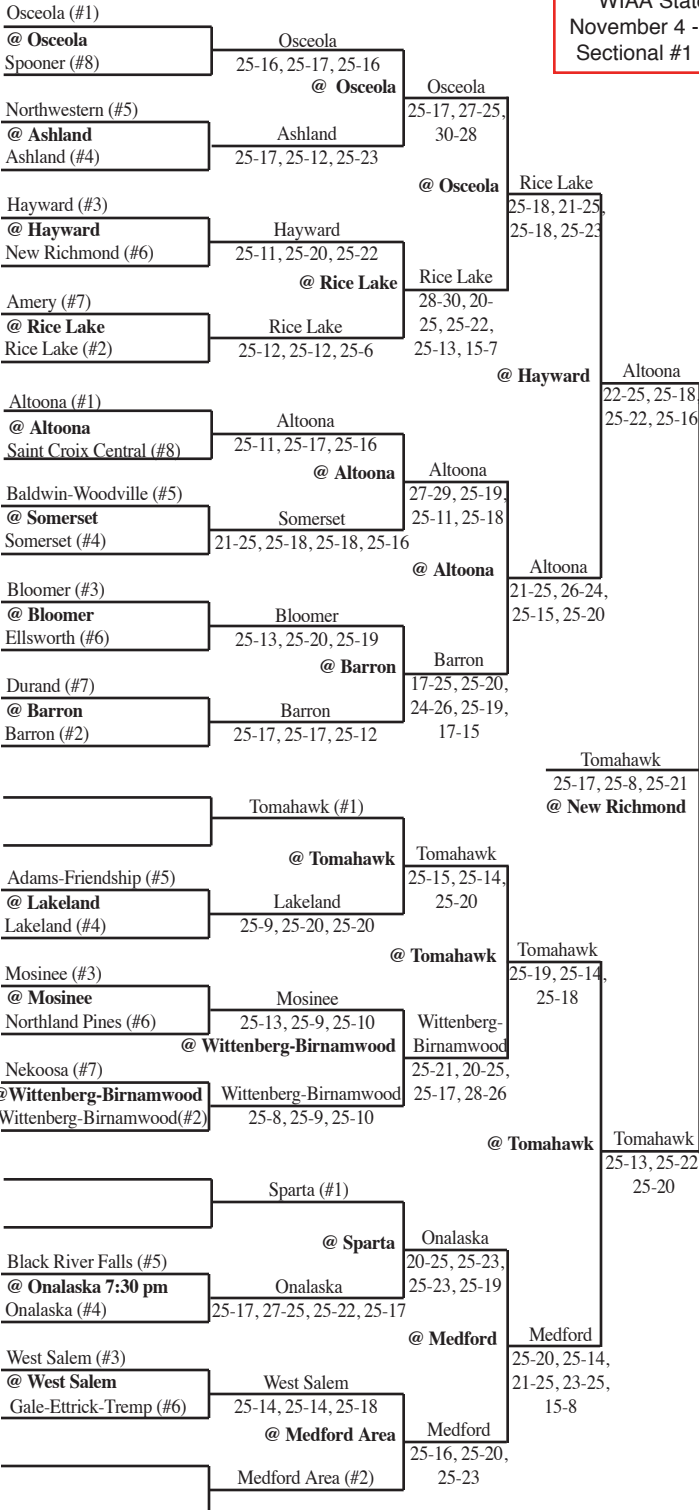 WIAA State
November 4 -
Sectional #1
Osceola (#1)
@ Osceola
Spooner (#8)
Northwestern (#5)
@ Ashland
Ashland (#4)
Hayward (#3)
@ Hayward
New Richmond (#6)
Amery (#7)
@ Rice Lake
Rice Lake (#2)
Altoona (#1)
@ Altoona
Saint Croix Central (#8)
Baldwin-Woodville (#5)
@ Somerset
Somerset (#4)
Bloomer (#3)
@ Bloomer
Ellsworth (#6)
Durand (#7)
@ Barron
Barron (#2)
Adams-Friendship (#5)
@ Lakeland
Lakeland (#4)
Mosinee (#3)
@ Mosinee
Northland Pines (#6)
Nekoosa (#7)
@Wittenberg-Birnamwood
Wittenberg-Birnamwood(#2)
Black River Falls (#5)
@ Onalaska 7:30 pm
Onalaska (#4)
West Salem (#3)
@ West Salem
Gale-Ettrick-Tremp (#6)
Osceola
25-16, 25-17, 25-16
@ Osceola
Ashland
25-17, 25-12, 25-23
Hayward
25-11, 25-20, 25-22
@ Rice Lake
Rice Lake
25-12, 25-12, 25-6
Altoona
25-11, 25-17, 25-16
@ Altoona
Somerset
21-25, 25-18, 25-18, 25-16
Bloomer
25-13, 25-20, 25-19
@ Barron
Barron
25-17, 25-17, 25-12
Tomahawk (#1)
@ Tomahawk
Lakeland
25-9, 25-20, 25-20
Mosinee
25-13, 25-9, 25-10
@ Wittenberg-Birnamwood
Wittenberg-Birnamwood
25-8, 25-9, 25-10
Sparta (#1)
@ Sparta
Onalaska
25-17, 27-25, 25-22, 25-17
West Salem
25-14, 25-14, 25-18
@ Medford Area
Medford Area (#2)
Osceola
25-17, 27-25,
30-28
@ Osceola
Rice Lake
28-30, 20-
25, 25-22,
25-13, 15-7
Altoona
27-29, 25-19,
25-11, 25-18
@ Altoona
Barron
17-25, 25-20,
24-26, 25-19,
17-15
Tomahawk
25-15, 25-14,
25-20
@ Tomahawk
Wittenberg-
Birnamwood
25-21, 20-25,
25-17, 28-26
Onalaska
20-25, 25-23,
25-23, 25-19
@ Medford
Medford
25-16, 25-20,
25-23
Rice Lake
25-18, 21-25,
25-18, 25-23
@ Hayward
Altoona
21-25, 26-24,
25-15, 25-20
Tomahawk
25-19, 25-14,
25-18
@ Tomahawk
Medford
25-20, 25-14,
21-25, 23-25,
15-8
Altoona
22-25, 25-18,
25-22, 25-16
Tomahawk
25-17, 25-8, 25-21
@ New Richmond
Tomahawk
25-13, 25-22
25-20